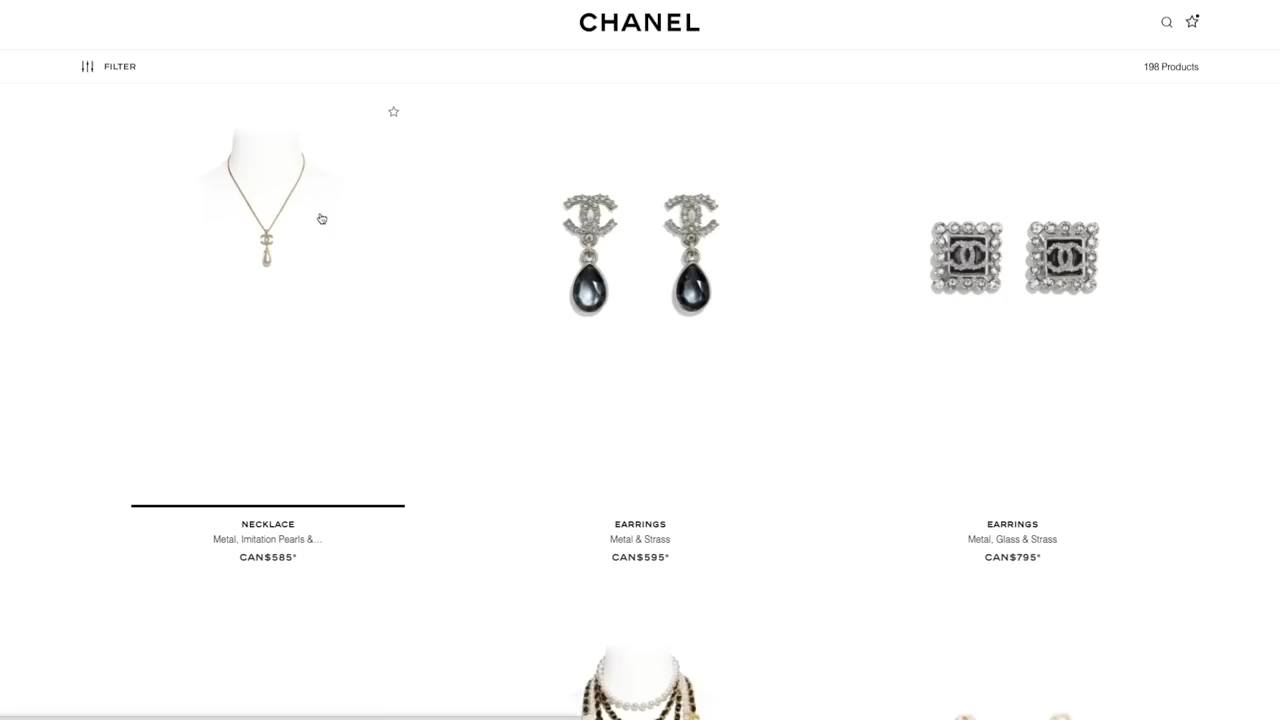 CHANEL
FILTER
198 Products
NECKLACE
Metal, Imitation Pearls &...
CAN$585*
EARRINGS
Metal & Strass
CAN$595*
EARRINGS
Metal, Glass & Strass
CAN$795*